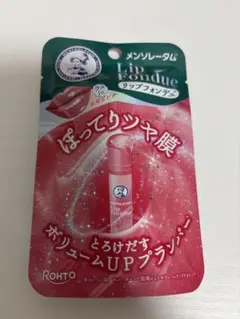 メンソレータム®
Lip Fondue
リップフォンデュ
ぽってりツヤ膜
とろけだす
ボリュームUPプランパー
ROHTO